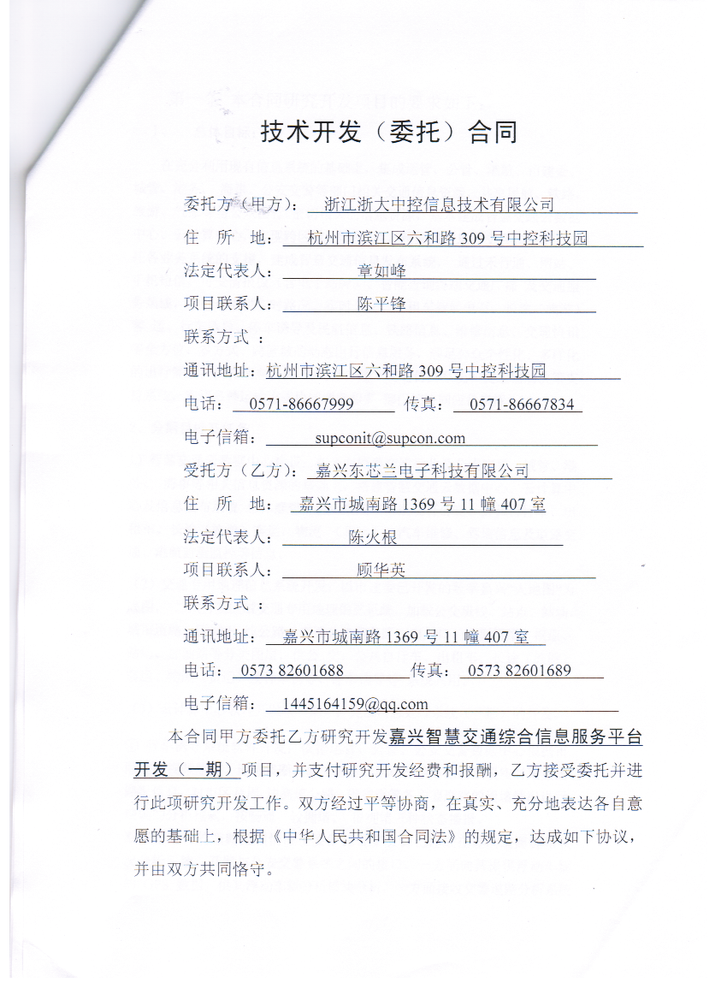 技术开发（委托）合同
委托方（甲方）： 浙江浙大中控信息技术有限公司
住 所 地： 杭州市滨江区六和路 309 号中控科技园
法定代表人： 章如峰
项目联系人： 陈平锋
联系方式 ：
通讯地址：杭州市滨江区六和路 309 号中控科技园
电话： 0571-86667999 传真： 0571-86667834
电子信箱： supconit@supcon.com
受托方（乙方）： 嘉兴东芯兰电子科技有限公司
住 所 地： 嘉兴市城南路 1369 号 11 幢 407 室
法定代表人： 陈火根
项目联系人： 顾华英
联系方式 ：
通讯地址： 嘉兴市城南路 1369 号 11 幢 407 室
电话： 0573 82601688 传真： 0573 82601689
电子信箱： 1445164159@qq.com
本合同甲方委托乙方研究开发嘉兴智慧交通综合信息服务平台
开发（一期）项目，并支付研究开发经费和报酬，乙方接受委托并进
行此项研究开发工作。双方经过平等协商，在真实、充分地表达各自意
愿的基础上，根据《中华人民共和国合同法》的规定，达成如下协议，
并由双方共同恪守。